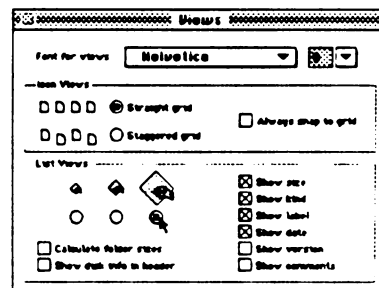 Views
Font for views Helvetica
Icon Views
Straight grid
Always snap to grid
Staggered grid
List Views
Show size
Show kind
Show label
Show date
Calculate folder sizes Show version
Show disk info in header Show comments